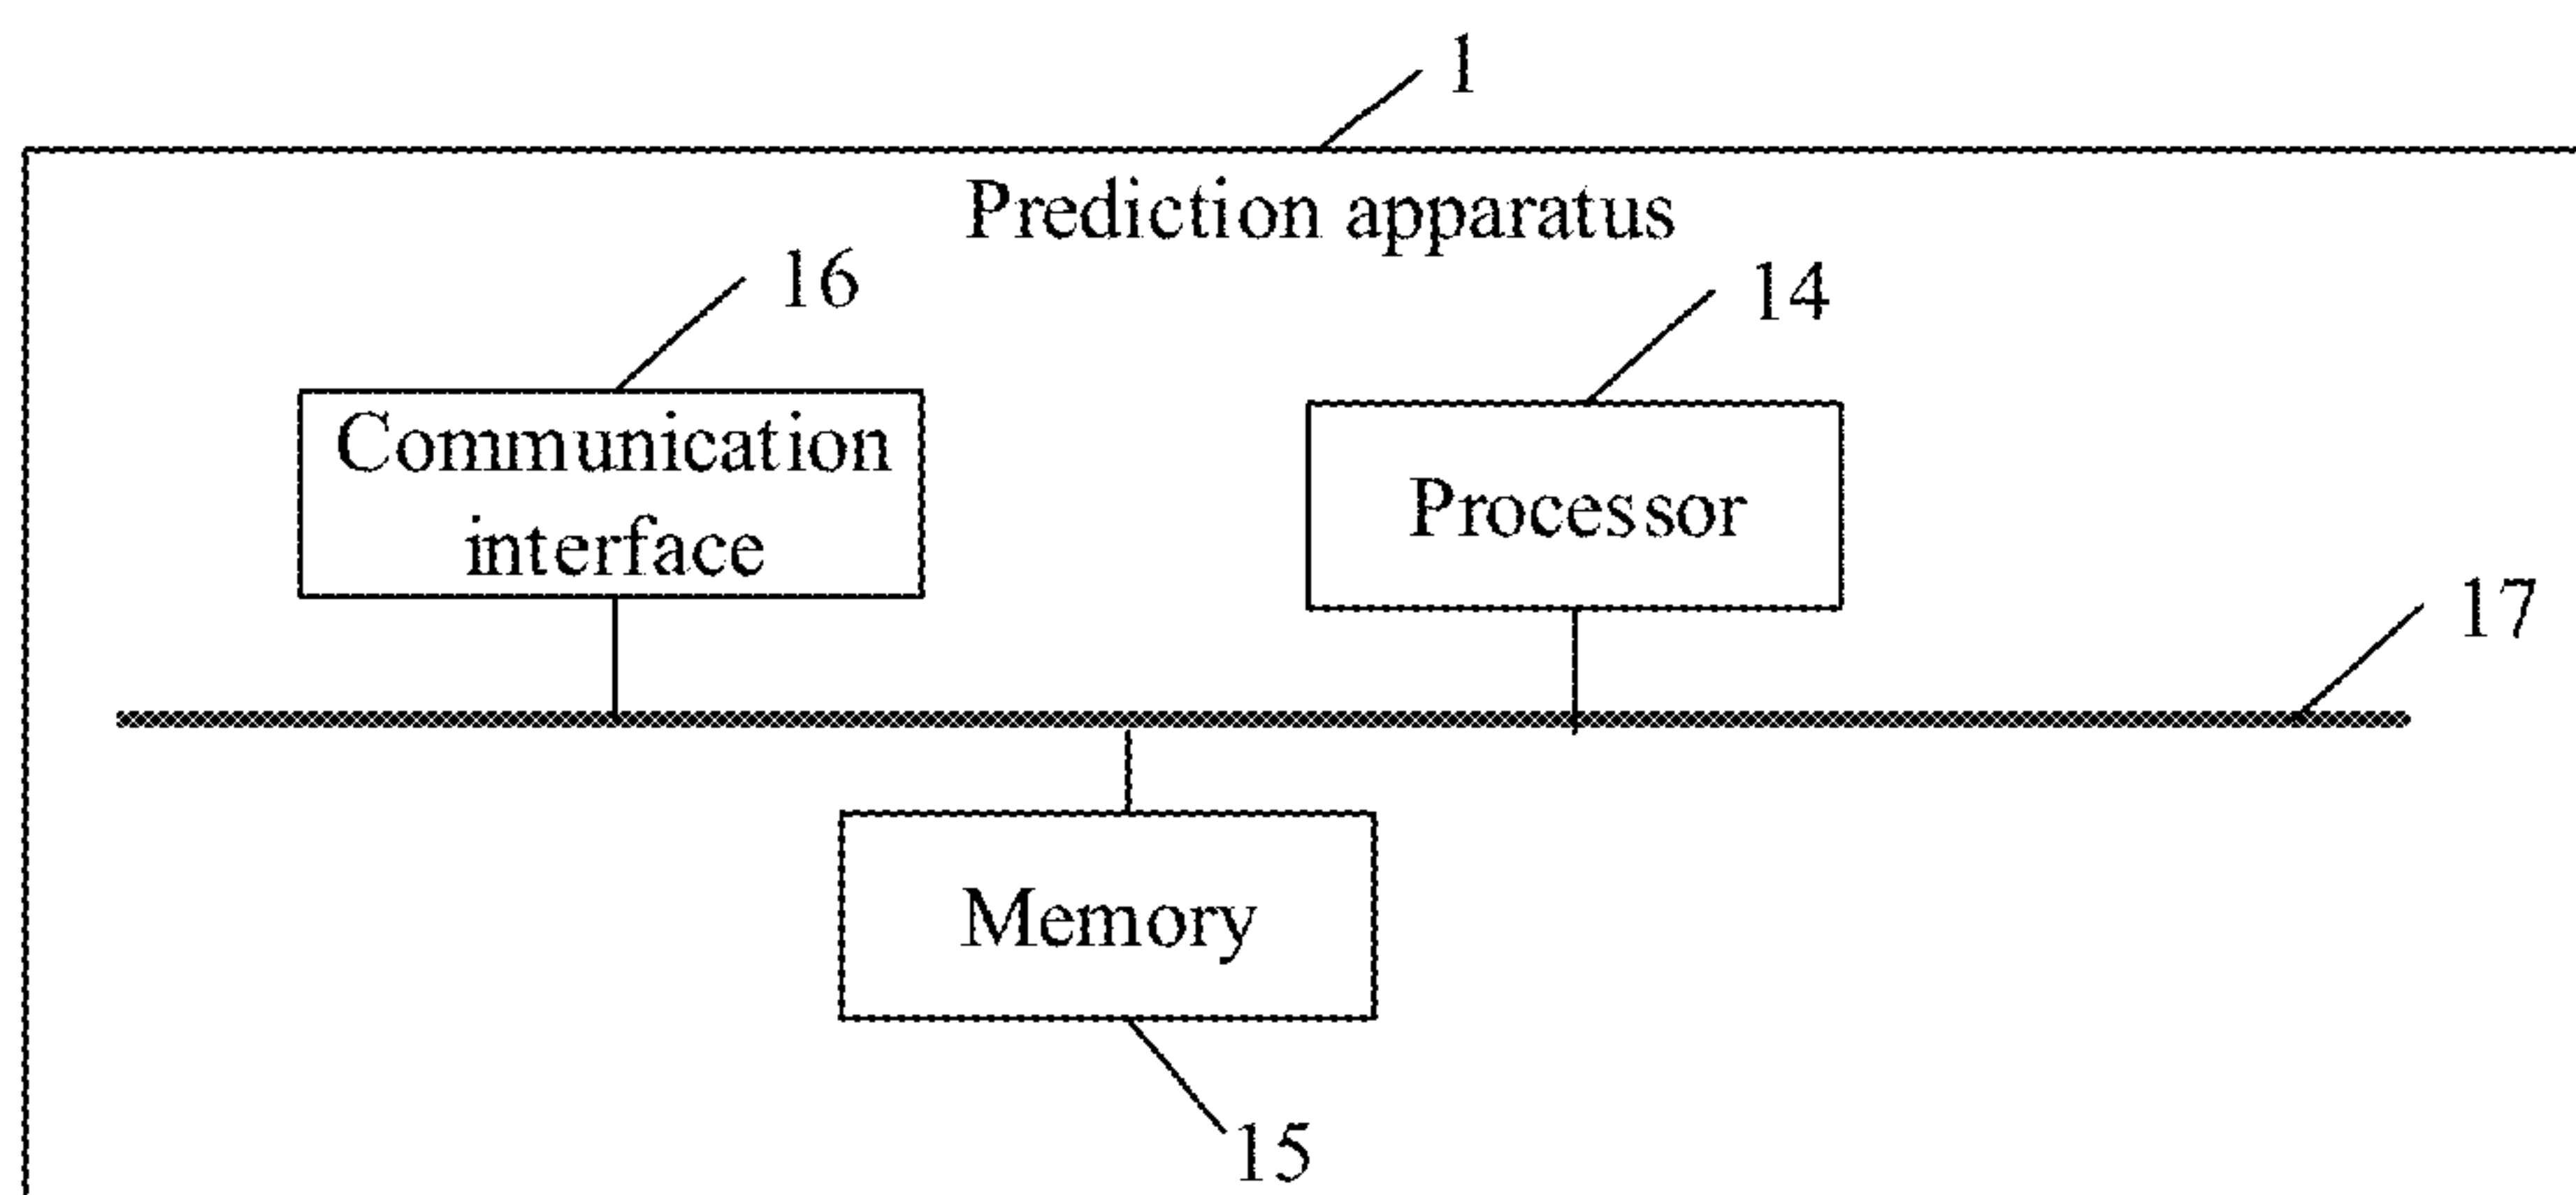 1
Prediction apparatus
16
14
Communication
interface
Processor
17
Memory
15